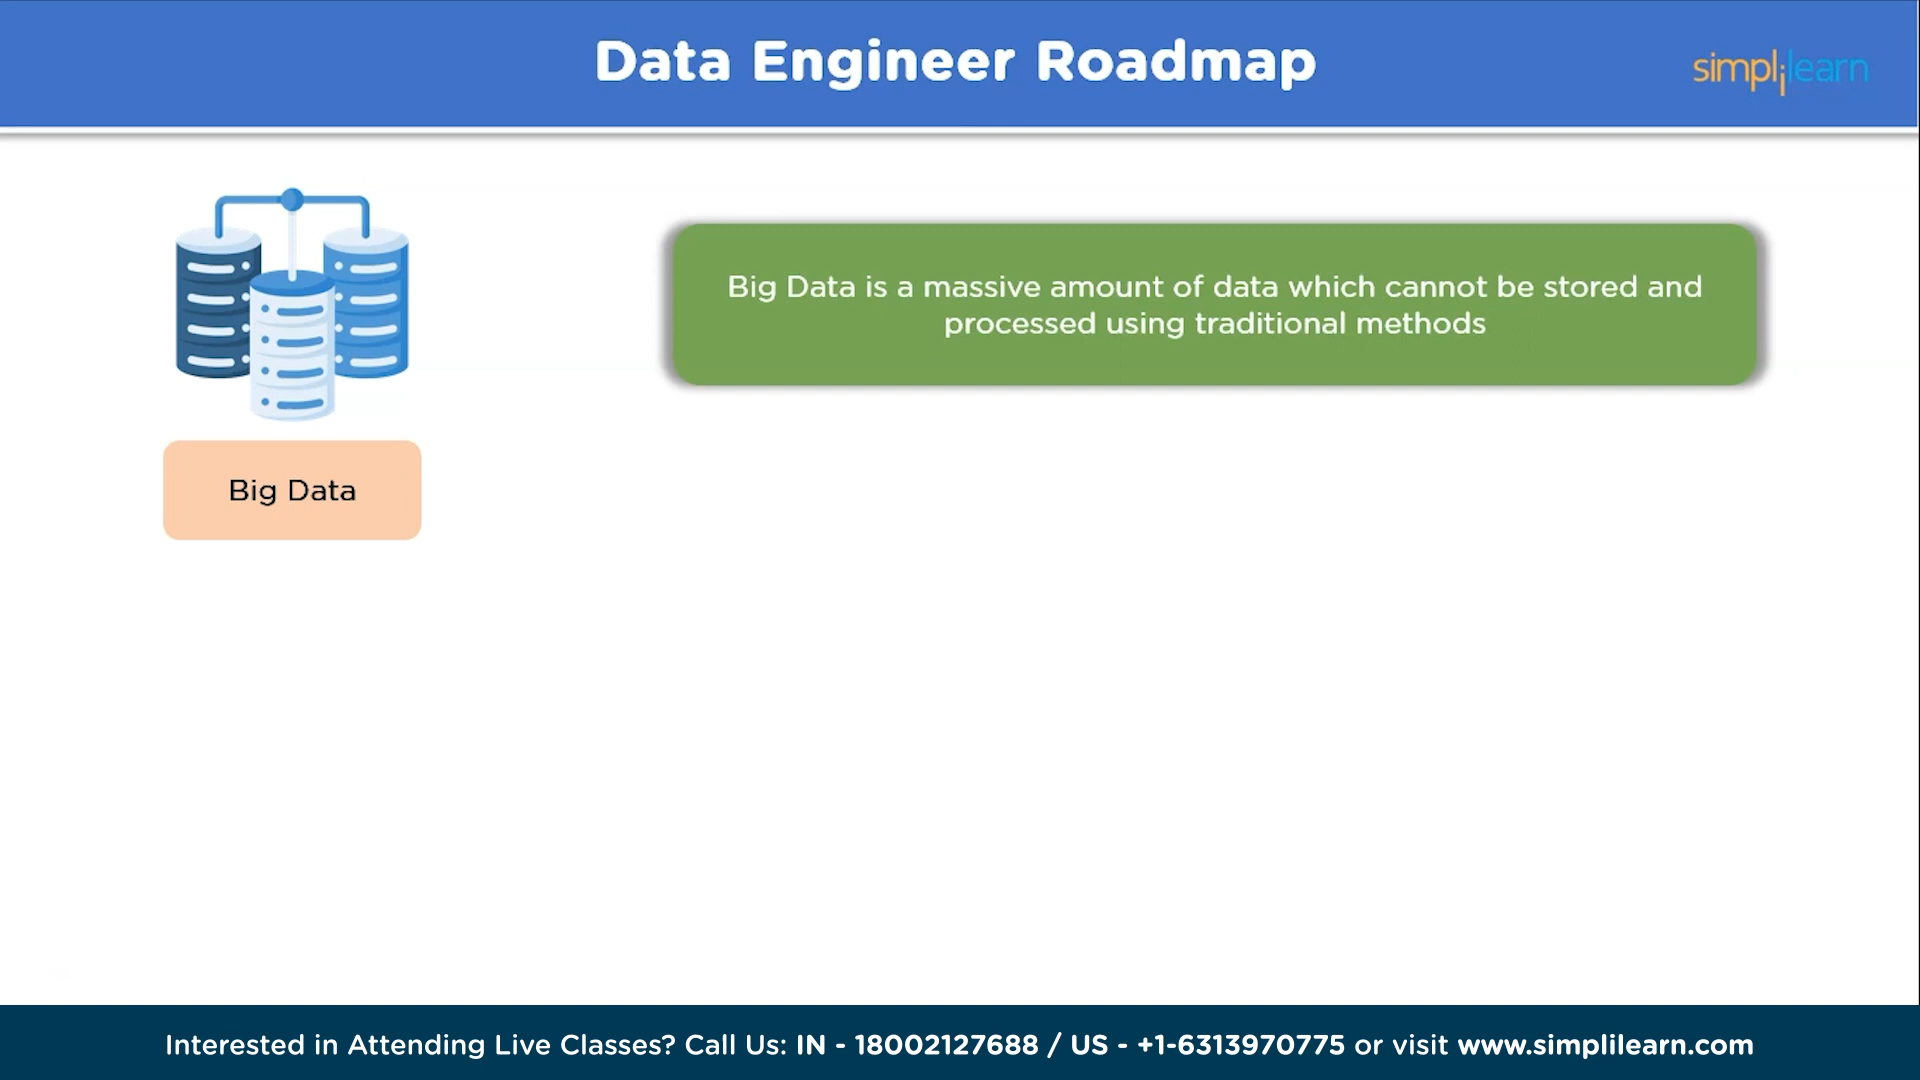 Data Engineer Roadmap
simplilearn
Big Data is a massive amount of data which cannot be stored and
processed using traditional methods
Big Data
Interested in Attending Live Classes? Call Us: IN - 18002127688 / US - +1-6313970775 or visit www.simplilearn.com